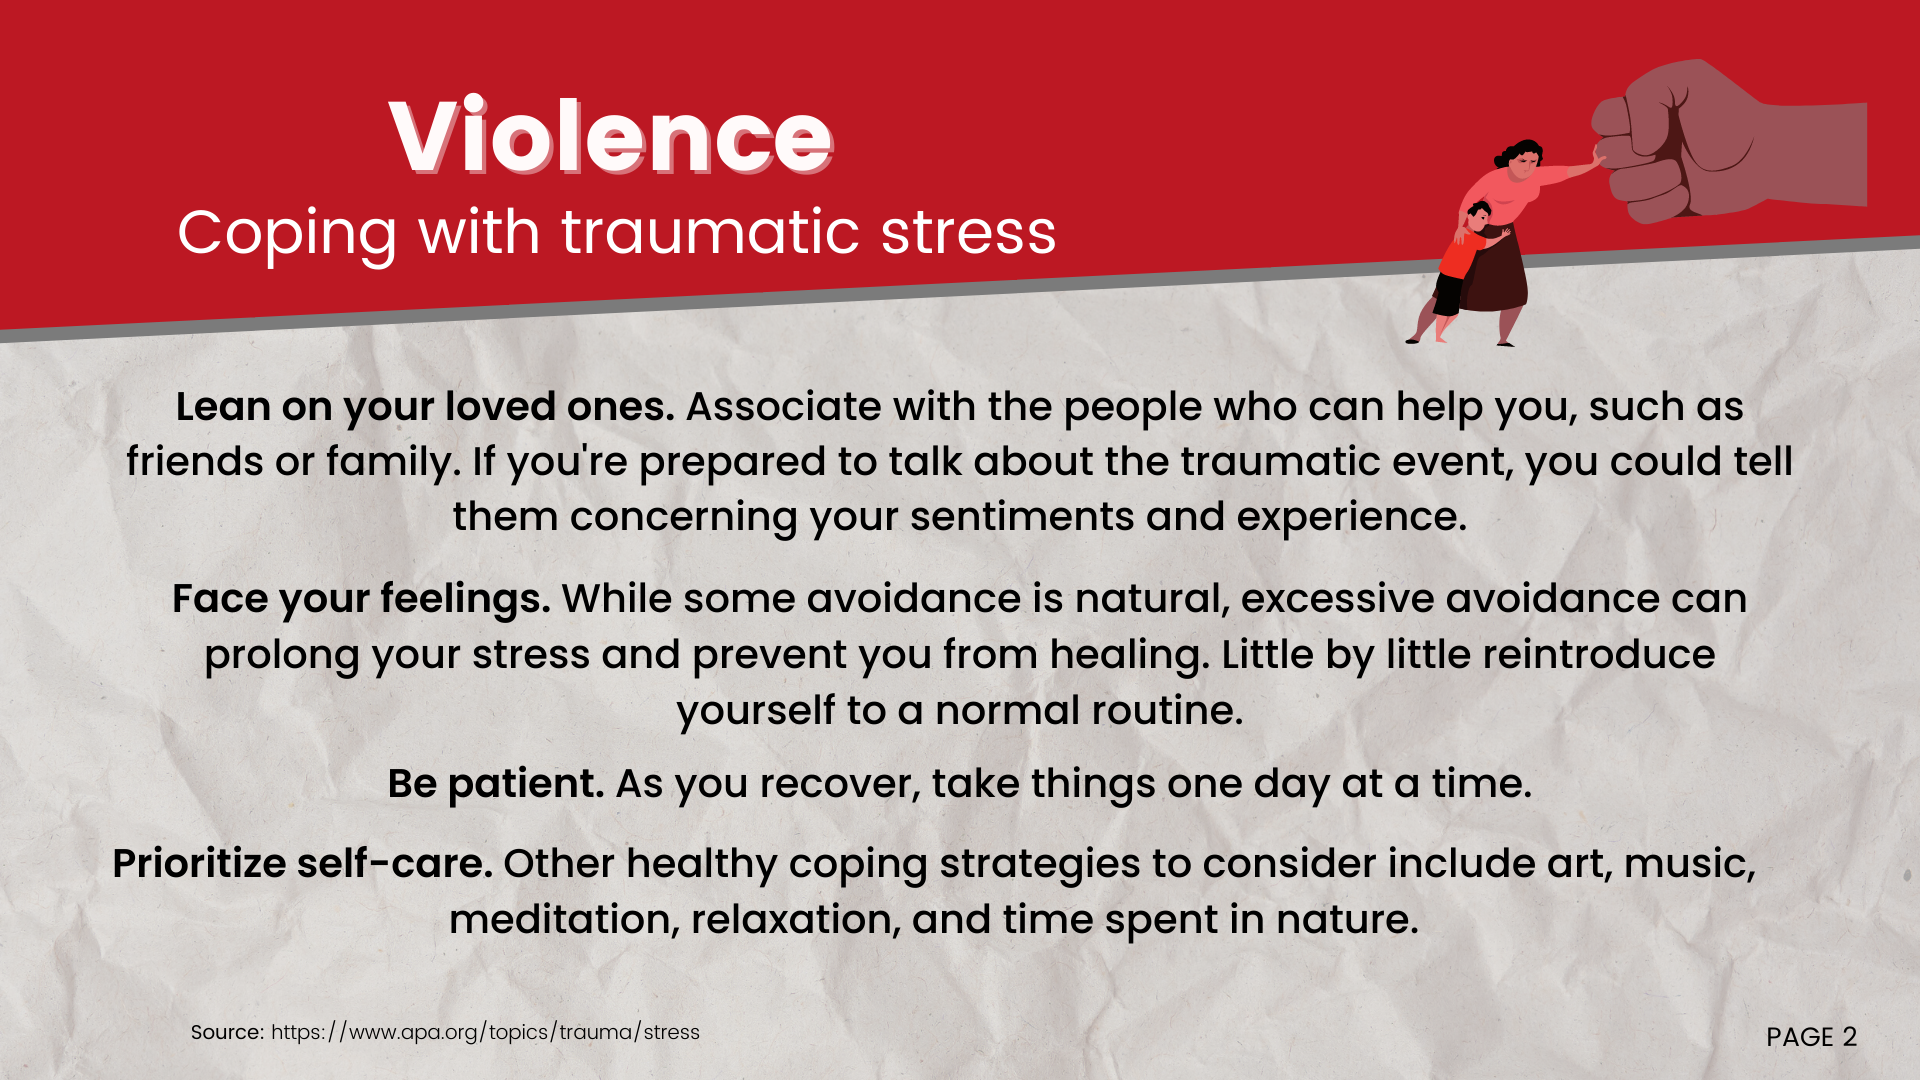 Violence
Coping with traumatic stress
Lean on your loved ones. Associate with the people who can help you, such as
friends or family. If you're prepared to talk about the traumatic event, you could tell
them concerning your sentiments and experience.
Face your feelings. While some avoidance is natural, excessive avoidance can
prolong your stress and prevent you from healing. Little by little reintroduce
yourself to a normal routine.
Be patient. As you recover, take things one day at a time.
Prioritize self-care. Other healthy coping strategies to consider include art, music,
meditation, relaxation, and time spent in nature.
Source: https://www.apa.org/topics/trauma/stress
PAGE 2